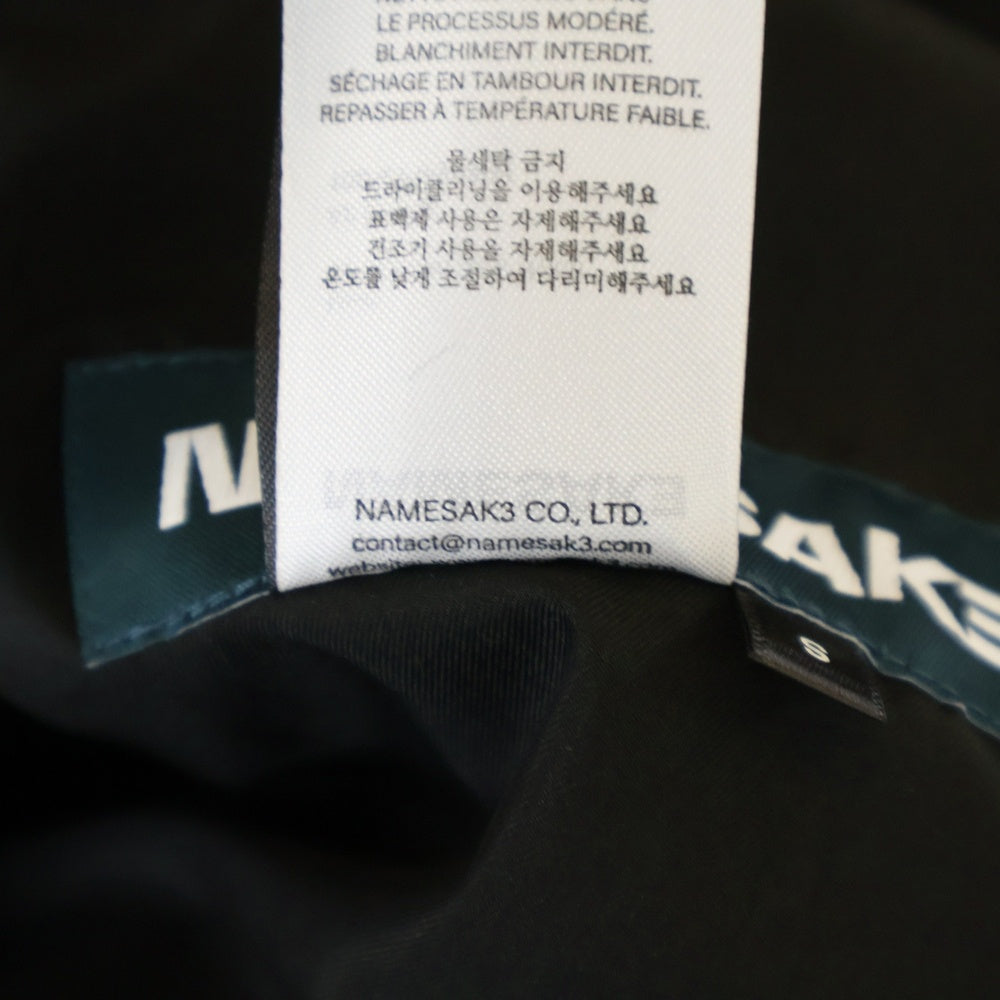 LE PROCESSUS MODÉRÉ.
BLANCHIMENT INTERDIT.
SÉCHAGE EN TAMBOUR INTERDIT.
REPASSER À TEMPÉRATURE FAIBLE.
물세탁 금지
드라이클리닝을 이용해주세요
표백제 사용은 자제해주세요
건조기 사용을 자제해주세요
온도를 낮게 조절하여 다리미해주세요
NAMESAK3 CO., LTD.
contact@namesak3.com
S